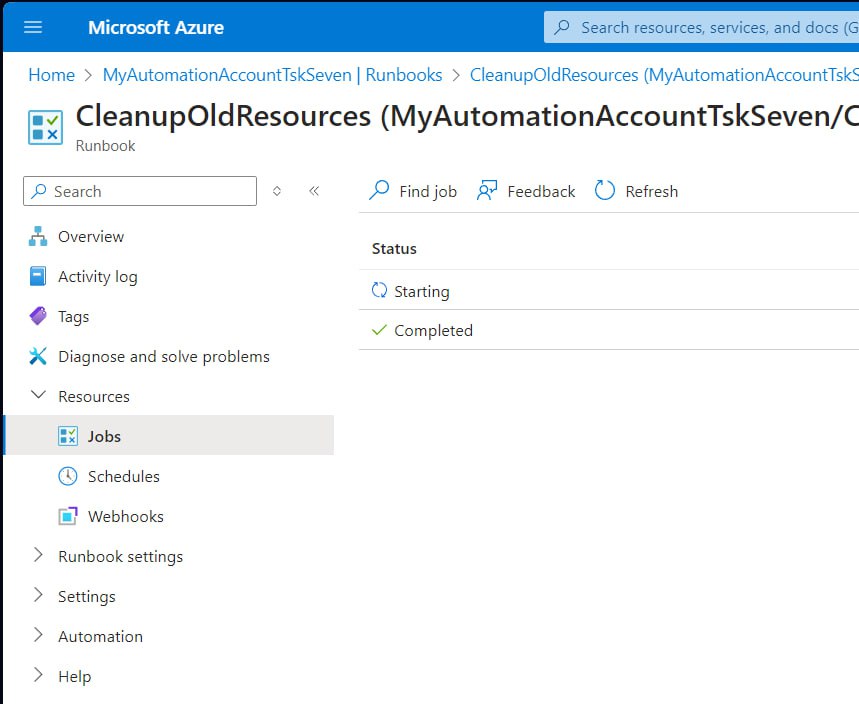 Microsoft Azure
Search resources, services, and docs (G
Home > MyAutomationAccountTskSeven | Runbooks > CleanupOldResources (MyAutomationAccountTskS
CleanupOldResources (MyAutomationAccountTskSeven/C
Runbook
Search
Find job
Feedback
Refresh
Overview
Activity log
Tags
Diagnose and solve problems
Resources
Jobs
Schedules
Webhooks
Runbook settings
Settings
Automation
Help
Status
Starting
Completed